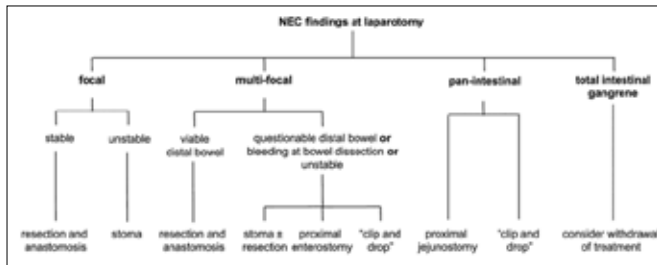 NEC findings at laparotomy
focal
multi-focal
pan-intestinal
total intestinal
gangrene
stable
unstable
viable
distal bowel
questionable distal bowel or
bleeding at bowel dissection or
unstable
resection and
anastomosis
stoma
resection and
anastomosis
stoma ±
resection
proximal
enterostomy
"clip and
drop"
proximal
jejunostomy
"clip and
drop"
consider withdrawal
of treatment